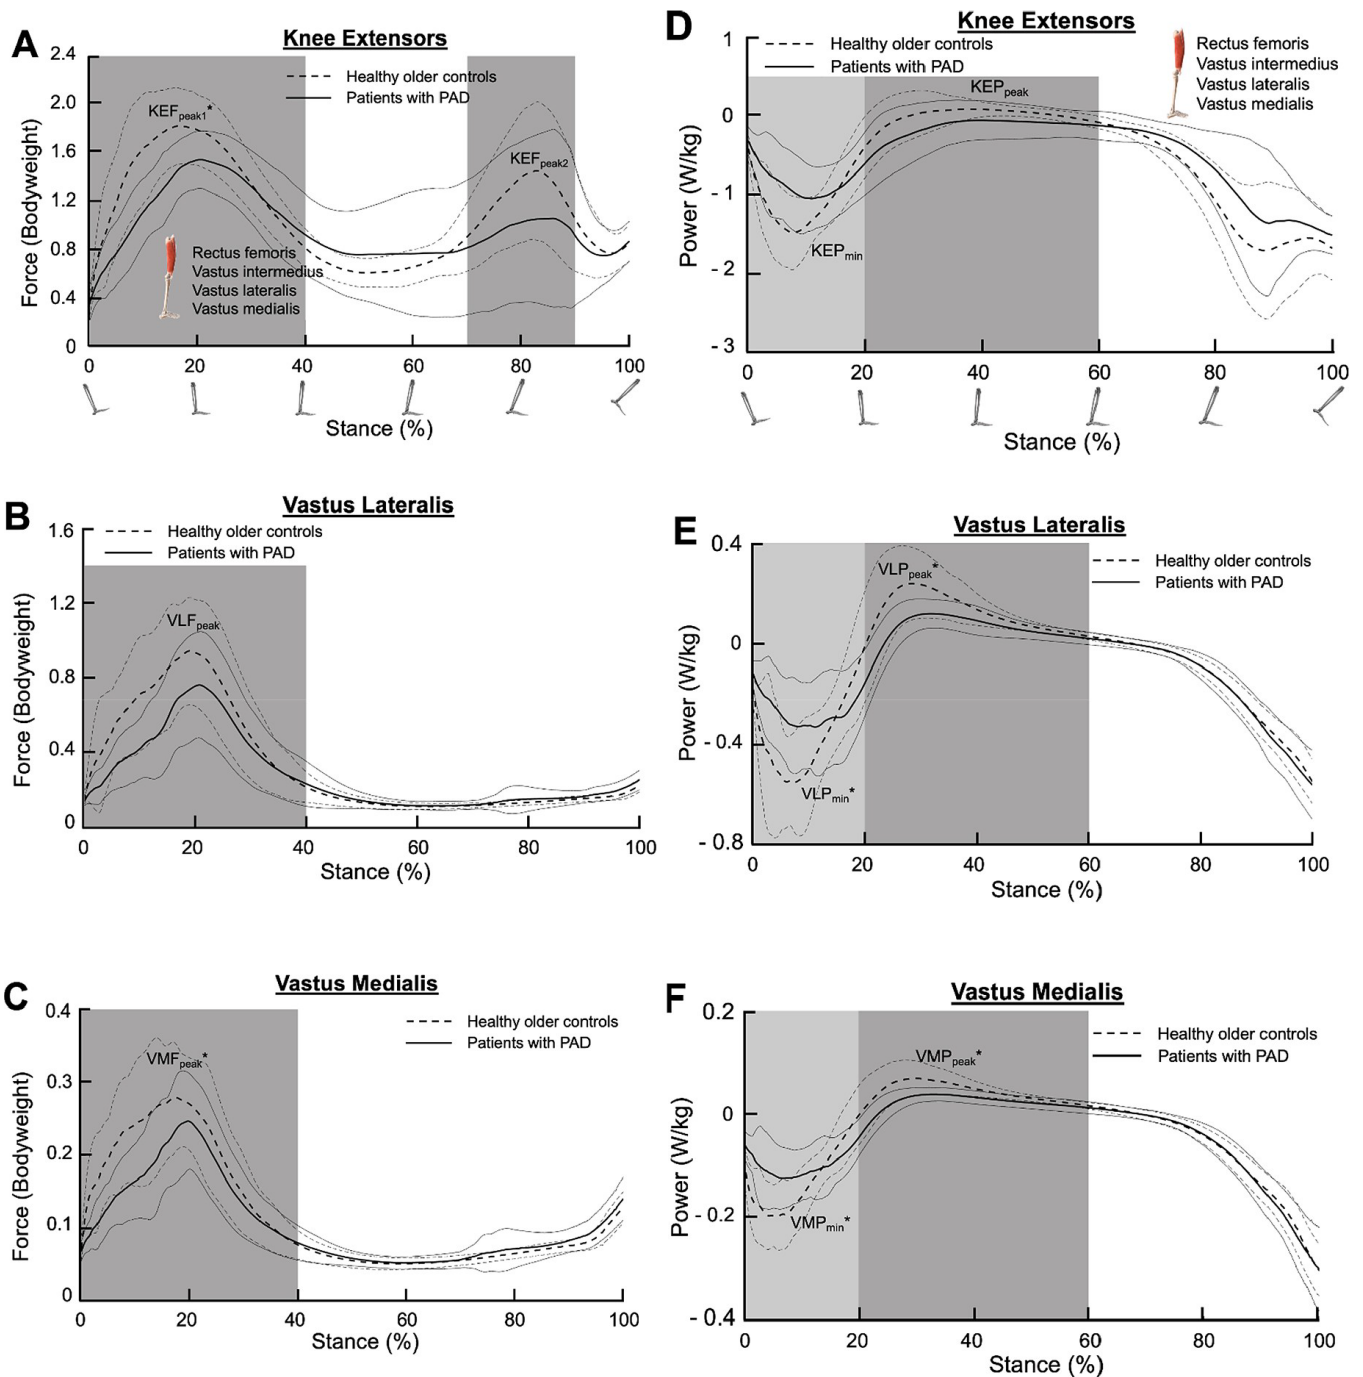 A
Knee Extensors
2.4
2.0
1.6
1.2
0.8
0.4
0
Force (Bodyweight)
Healthy older controls
Patients with PAD
KEFpeak1*
KEFpeak2
Rectus femoris
Vastus intermedius
Vastus lateralis
Vastus medialis
0 20 40 60 80 100
Stance (%)
D
Knee Extensors
1
0
- 1
- 2
- 3
Power (W/kg)
Healthy older controls
Patients with PAD
Rectus femoris
Vastus intermedius
Vastus lateralis
Vastus medialis
KEPpeak
KEPmin
0 20 40 60 80 100
Stance (%)
B
Vastus Lateralis
1.6
1.2
0.8
0.4
0
Force (Bodyweight)
Healthy older controls
Patients with PAD
VLFpeak
0 20 40 60 80 100
Stance (%)
E
Vastus Lateralis
0.4
0
- 0.4
- 0.8
Power (W/kg)
Healthy older controls
Patients with PAD
VLPpeak*
VLPmin*
0 20 40 60 80 100
Stance (%)
C
Vastus Medialis
0.4
0.3
0.2
0.1
0
Force (Bodyweight)
Healthy older controls
Patients with PAD
VMFpeak*
0 20 40 60 80 100
Stance (%)
F
Vastus Medialis
0.2
0
- 0.2
- 0.4
Power (W/kg)
Healthy older controls
Patients with PAD
VMPpeak*
VMPmin*
0 20 40 60 80 100
Stance (%)